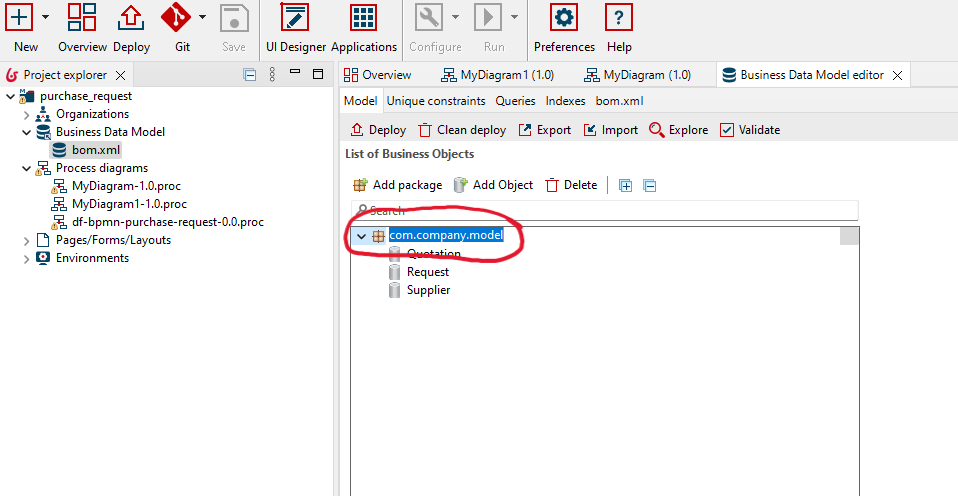 New Overview Deploy Git Save UI Designer Applications Configure Run Preferences Help
Project explorer
purchase_request
Organizations
Business Data Model
bom.xml
Process diagrams
MyDiagram-1.0.proc
MyDiagram1-1.0.proc
df-bpmn-purchase-request-0.0.proc
Pages/Forms/Layouts
Environments
Overview MyDiagram1 (1.0) MyDiagram (1.0) Business Data Model editor
Model Unique constraints Queries Indexes bom.xml
Deploy Clean deploy Export Import Explore Validate
List of Business Objects
Add package Add Object Delete
Search
com.company.model
Quotation
Request
Supplier